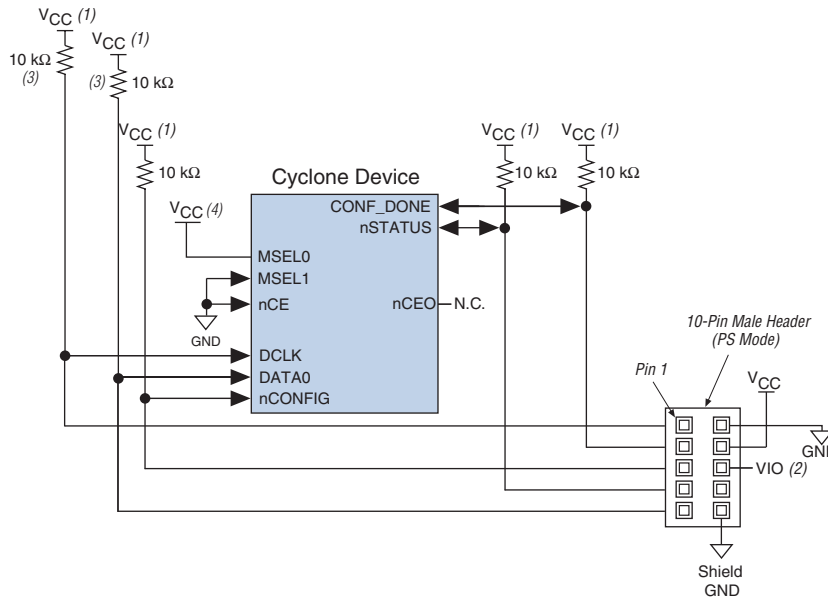 VCC (1)
VCC (1)
10 kΩ
(3)
(3)
10 kΩ
VCC (1)
10 kΩ
VCC (1)
VCC (1)
10 kΩ
10 kΩ
Cyclone Device
VCC (4)
CONF_DONE
nSTATUS
MSEL0
MSEL1
nCE
nCEO
N.C.
GND
DCLK
DATA0
nCONFIG
10-Pin Male Header
(PS Mode)
Pin 1
VCC
GND
VIO (2)
Shield
GND